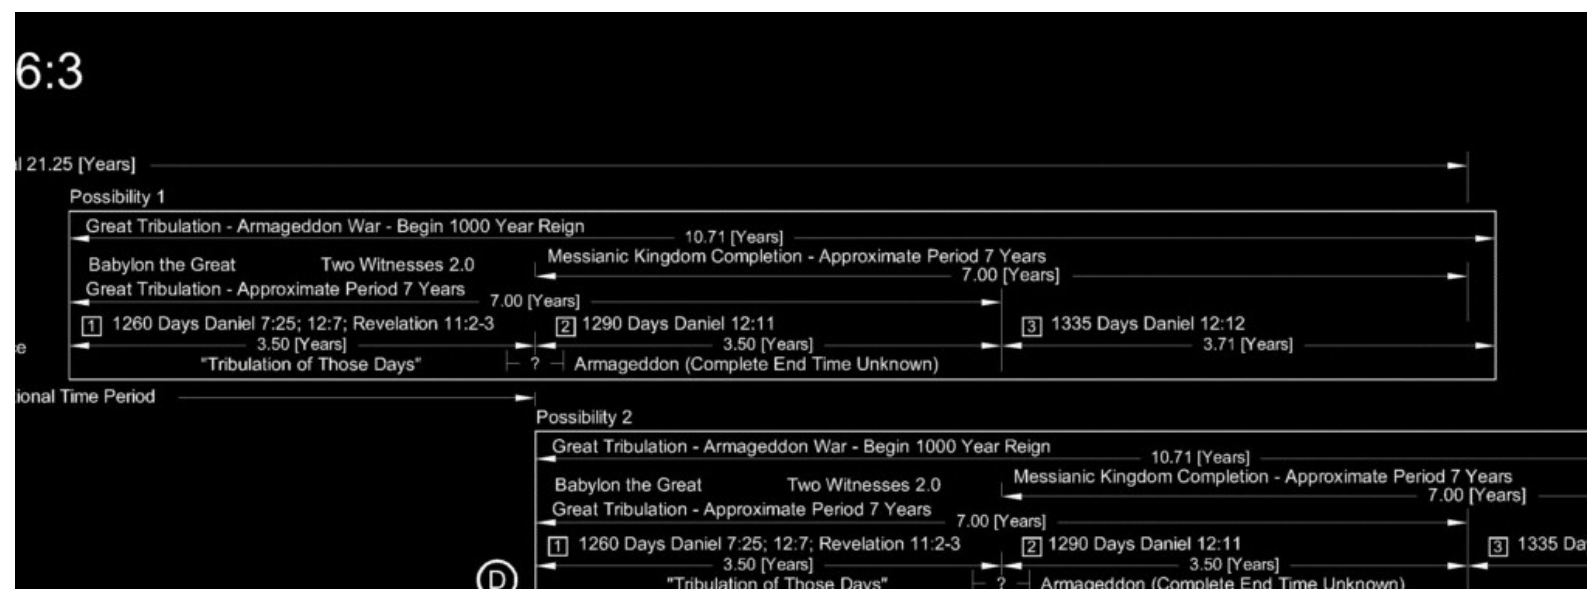 6:3
21.25 [Years]
Possibility 1
Great Tribulation - Armageddon War - Begin 1000 Year Reign
10.71 [Years]
Messianic Kingdom Completion - Approximate Period 7 Years
Babylon the Great Two Witnesses 2.0
7.00 [Years]
Great Tribulation - Approximate Period 7 Years
7.00 [Years]
1 1260 Days Daniel 7:25; 12:7; Revelation 11:2-3 2 1290 Days Daniel 12:11 3 1335 Days Daniel 12:12
3.50 [Years] 3.50 [Years] 3.71 [Years]
"Tribulation of Those Days" ? Armageddon (Complete End Time Unknown)
Time Period
Possibility 2
Great Tribulation - Armageddon War - Begin 1000 Year Reign
10.71 [Years]
Messianic Kingdom Completion - Approximate Period 7 Years
Babylon the Great Two Witnesses 2.0
7.00 [Years]
Great Tribulation - Approximate Period 7 Years
7.00 [Years]
1 1260 Days Daniel 7:25; 12:7; Revelation 11:2-3 2 1290 Days Daniel 12:11 3 1335
3.50 [Years] 3.50 [Years]
D "Tribulation of Those Days" ? Armageddon (Complete End Time Unknown)